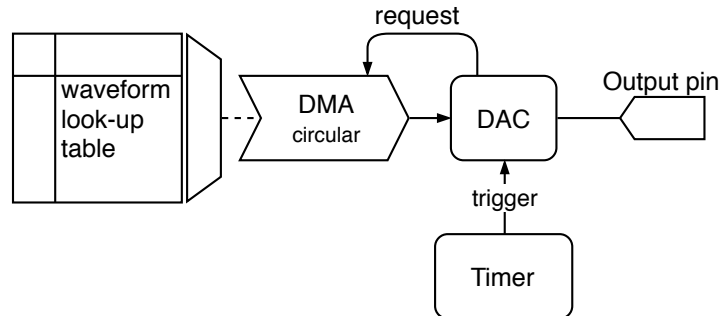 request
waveform
look-up
table
DMA
circular
DAC
Output pin
trigger
Timer